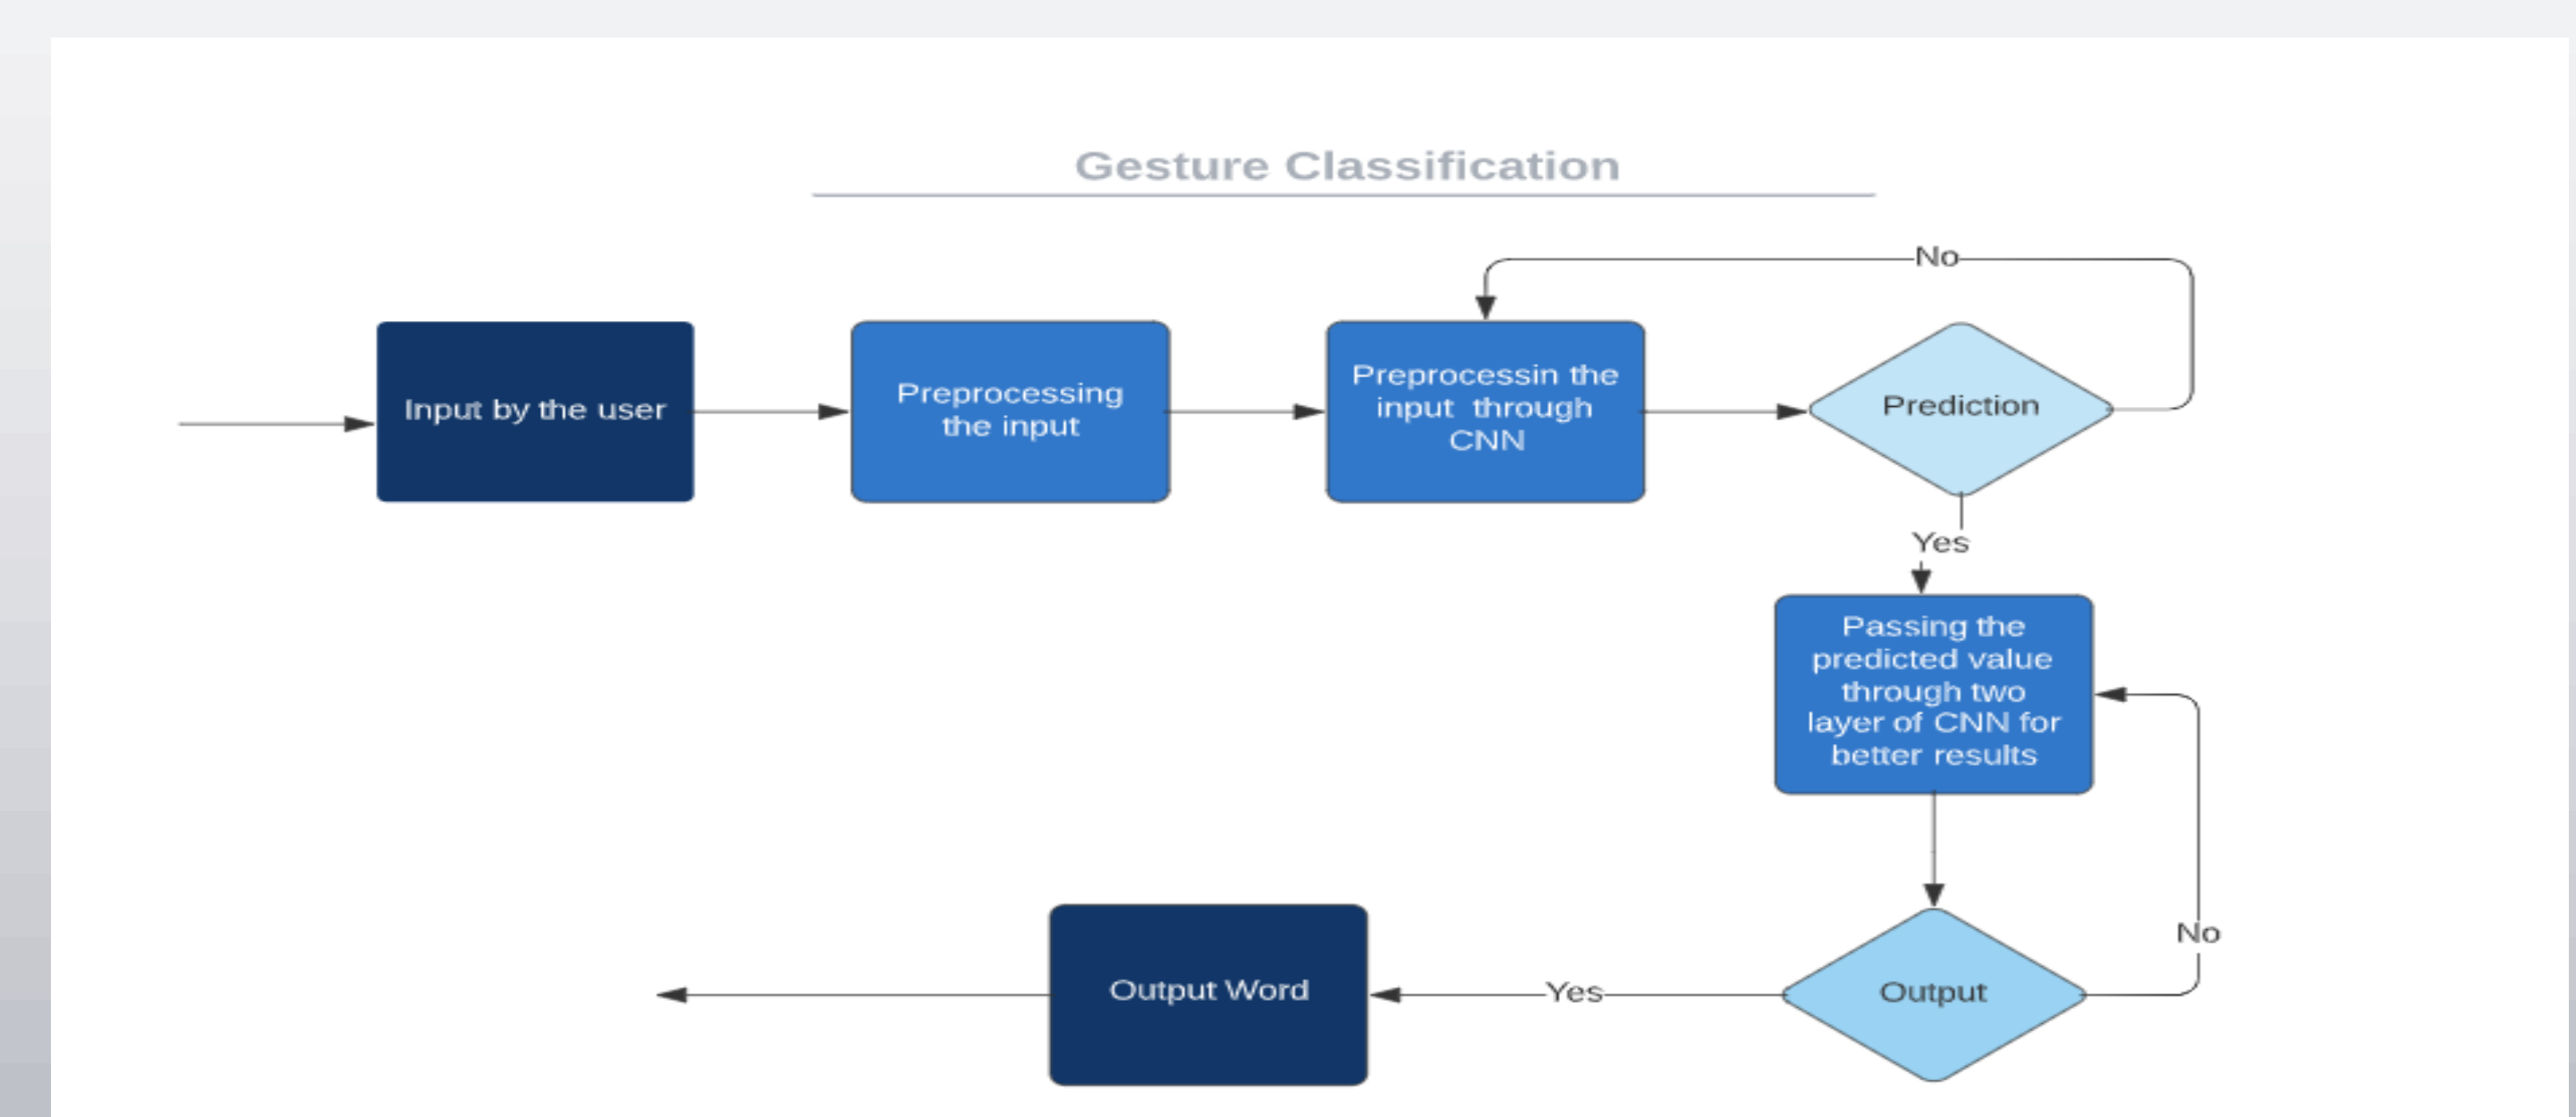 Gesture Classification
No
Input by the user
Preprocessing
the input
Preprocessin the
input  through
CNN
Prediction
Yes
Passing the
predicted value
through two
layer of CNN for
better results
No
Output Word
Yes
Output